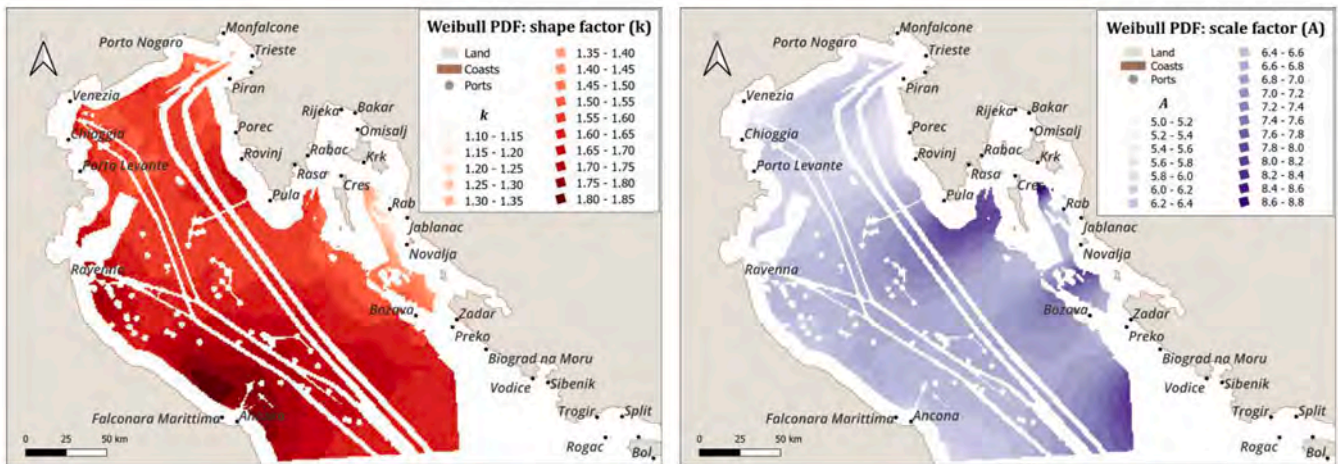 Weibull PDF: shape factor (k)
Land
Coasts
Ports
k
1.10 - 1.15
1.15 - 1.20
1.20 - 1.25
1.25 - 1.30
1.30 - 1.35
1.35 - 1.40
1.40 - 1.45
1.45 - 1.50
1.50 - 1.55
1.55 - 1.60
1.60 - 1.65
1.65 - 1.70
1.70 - 1.75
1.75 - 1.80
1.80 - 1.85
Monfalcone
Porto Nogaro
Trieste
Piran
Venezia
Rijeka
Bakar
Chioggia
Porec
Omisalj
Rovinj
Rabac
Krk
Porto Levante
Rasa
Cres
Pula
Rab
Jablanac
Novalja
Ravenna
Bozava
Zadar
Preko
Biograd na Moru
Vodice
Sibenik
Falconara Marittima
Ancona
Trogir
Split
Rogac
Bol
0 25 50 km
Weibull PDF: scale factor (A)
Land
Coasts
Ports
A
5.0 - 5.2
5.2 - 5.4
5.4 - 5.6
5.6 - 5.8
5.8 - 6.0
6.0 - 6.2
6.2 - 6.4
6.4 - 6.6
6.6 - 6.8
6.8 - 7.0
7.0 - 7.2
7.2 - 7.4
7.4 - 7.6
7.6 - 7.8
7.8 - 8.0
8.0 - 8.2
8.2 - 8.4
8.4 - 8.6
8.6 - 8.8
Monfalcone
Porto Nogaro
Trieste
Piran
Venezia
Rijeka
Bakar
Chioggia
Porec
Omisalj
Rovinj
Rabac
Krk
Porto Levante
Rasa
Cres
Pula
Rab
Jablanac
Novalja
Ravenna
Bozava
Zadar
Preko
Biograd na Moru
Vodice
Sibenik
Falconara Marittima
Ancona
Trogir
Split
Rogac
Bol
0 25 50 km